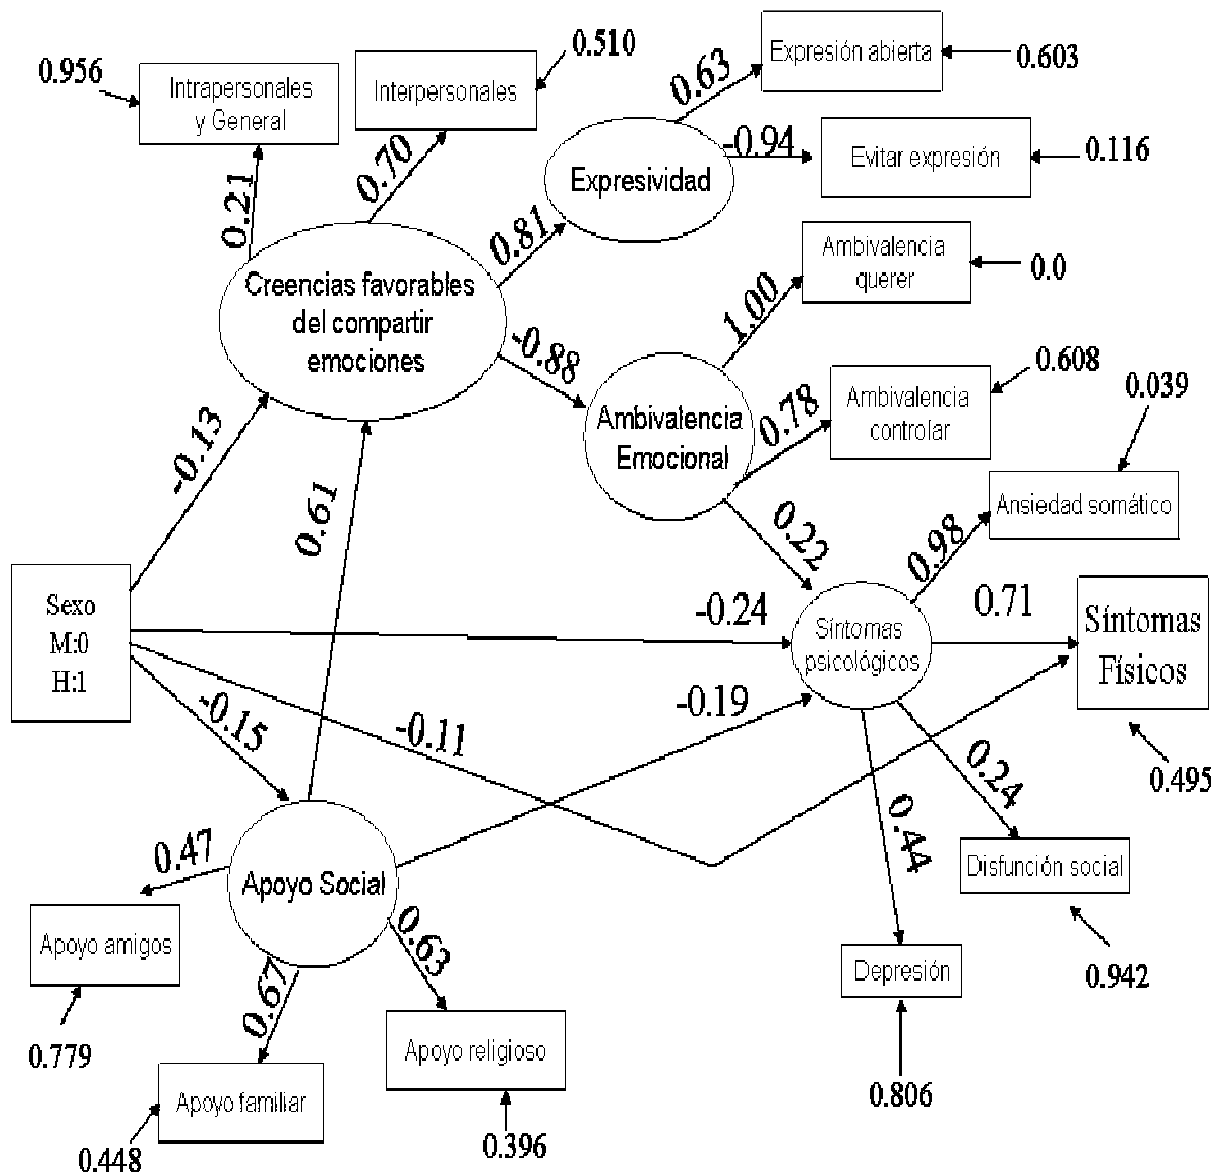 0.956
Intrapersonales
y General
Interpersonales
0.510
0.63
Expresión abierta
0.603
-0.94
Evitar expresión
0.116
Expresividad
0.21
0.70
0.81
Creencias favorables
del compartir
emociones
Ambivalencia
querer
0.0
1.00
-0.88
Ambivalencia
Emocional
0.78
Ambivalencia
controlar
0.608
0.039
Ansiedad somático
0.98
0.22
-0.13
0.61
Sexo
M:0
H:1
-0.24
Síntomas
psicológicos
0.71
Síntomas
Físicos
0.495
-0.15
-0.11
-0.19
0.24
0.44
Disfunción social
0.942
Depresión
0.806
Apoyo Social
0.47
Apoyo amigos
0.779
0.67
Apoyo familiar
0.448
0.63
Apoyo religioso
0.396